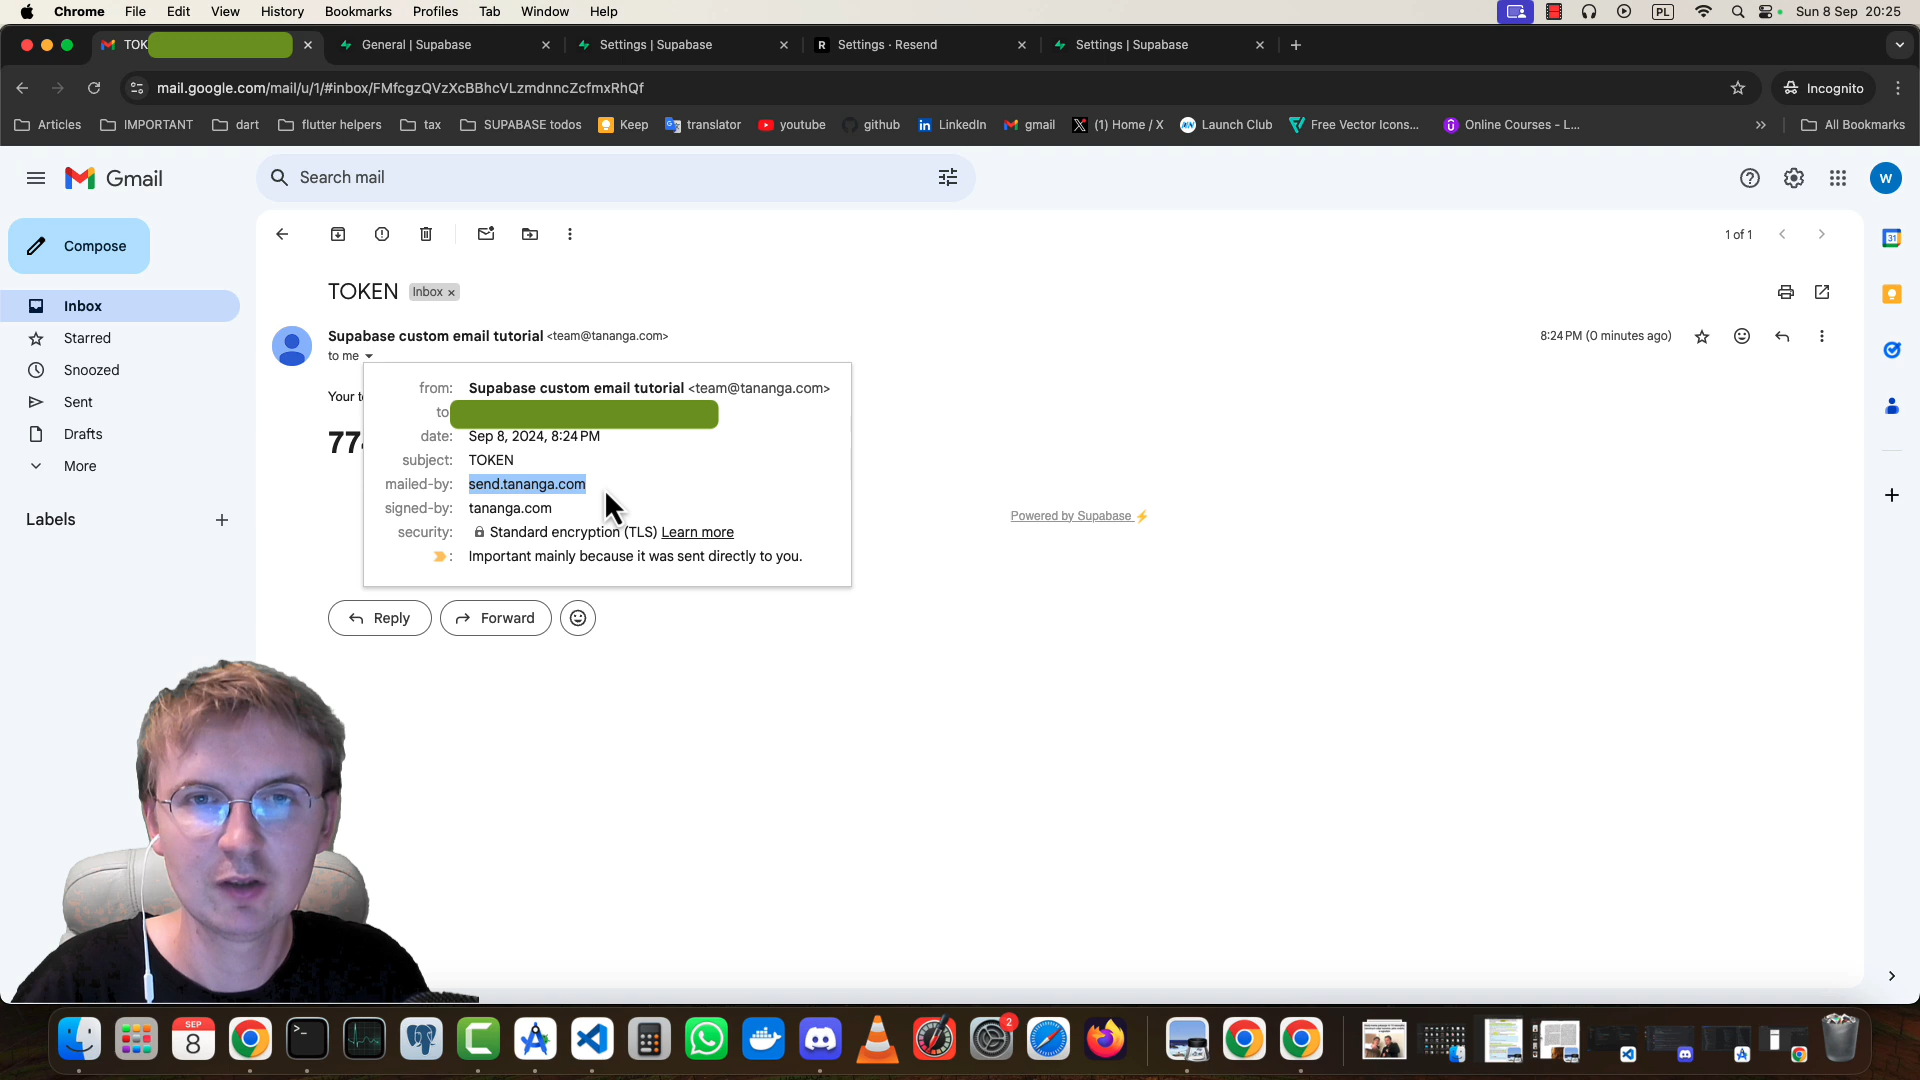 Chrome File Edit View History Bookmarks Profiles Tab Window Help PL Sun 8 Sep 20:25
TOK General | Supabase Settings | Supabase R Settings · Resend Settings | Supabase
mail.google.com/mail/u/1/#inbox/FMfcgzQVzXcBBhcVLzmdnncZcfmxRhQf Incognito
Articles IMPORTANT dart flutter helpers tax SUPABASE todos Keep translator youtube github LinkedIn gmail (1) Home / X Launch Club Free Vector Icons... Online Courses - L... All Bookmarks
Gmail Search mail W
Compose
1 of 1
31
TOKEN Inbox ×
Inbox
Starred
Snoozed
Sent
Drafts
More
Labels
Supabase custom email tutorial <team@tananga.com> 8:24 PM (0 minutes ago)
to me
Your t
from: Supabase custom email tutorial <team@tananga.com>
to
date: Sep 8, 2024, 8:24 PM
subject: TOKEN
mailed-by: send.tananga.com
signed-by: tananga.com
security: Standard encryption (TLS) Learn more
: Important mainly because it was sent directly to you.
Powered by Supabase ⚡
Reply Forward
SEP
8
2